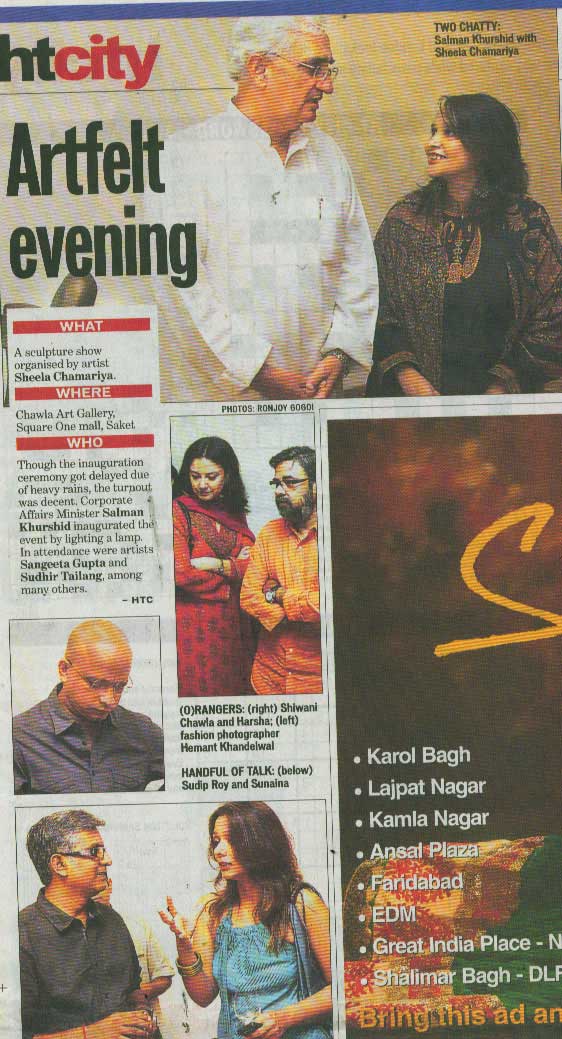 htcity
TWO CHATTY:
Salman Khurshid with
Sheela Chamariya
Artfelt
evening
WHAT
A sculpture show
organised by artist
Sheela Chamariya.
WHERE
Chawla Art Gallery,
Square One mall, Saket
WHO
Though the inauguration
ceremony got delayed due
of heavy rains, the turnout
was decent. Corporate
Affairs Minister Salman
Khurshid inaugurated the
event by lighting a lamp.
In attendance were artists
Sangeeta Gupta and
Sudhir Tailang, among
many others.
– HTC
PHOTOS: RONJOY GOGOI
(O)RANGERS: (right) Shiwani
Chawla and Harsha; (left)
fashion photographer
Hemant Khandelwal
HANDFUL OF TALK: (below)
Sudip Roy and Sunaina
S
• Karol Bagh
• Lajpat Nagar
• Kamla Nagar
• Ansal Plaza
• Faridabad
• EDM
• Great India Place - N
• Shalimar Bagh - DLF
Bring this ad an